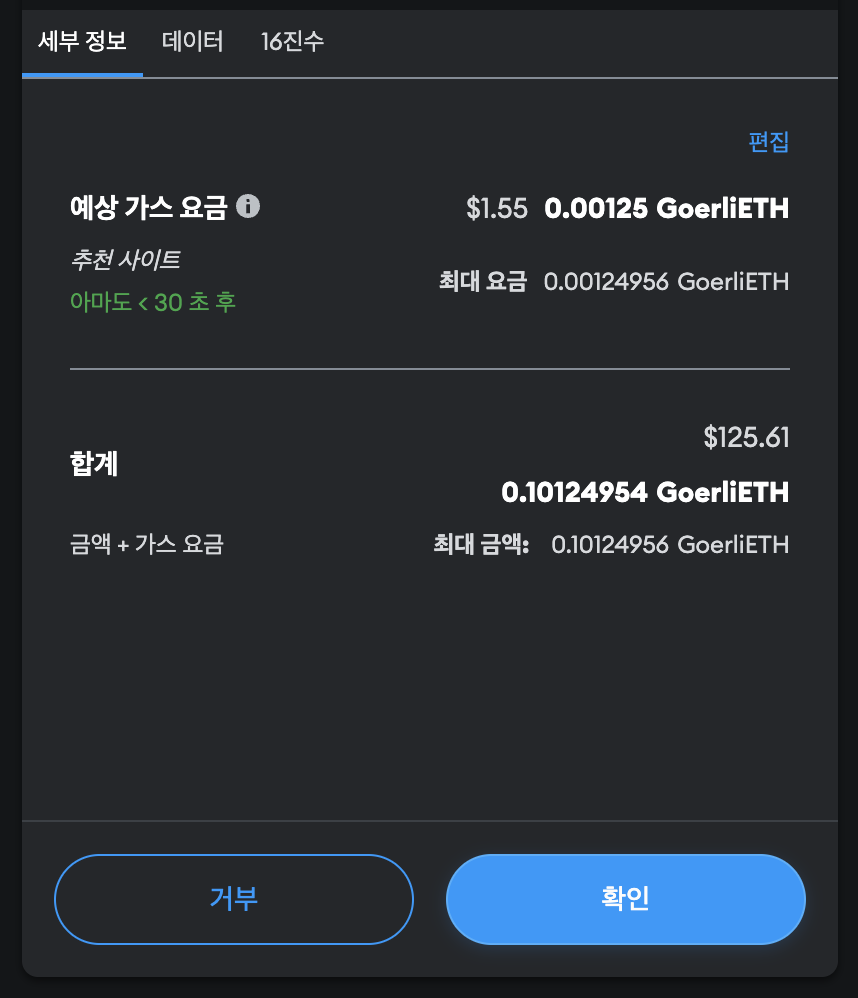 세부 정보 데이터 16진수
편집
예상 가스 요금 $1.55 0.00125 GoerliETH
추천 사이트
최대 요금 0.00124956 GoerliETH
아마도 < 30 초 후
$125.61
합계
0.10124954 GoerliETH
금액 + 가스 요금 최대 금액: 0.10124956 GoerliETH
거부 확인